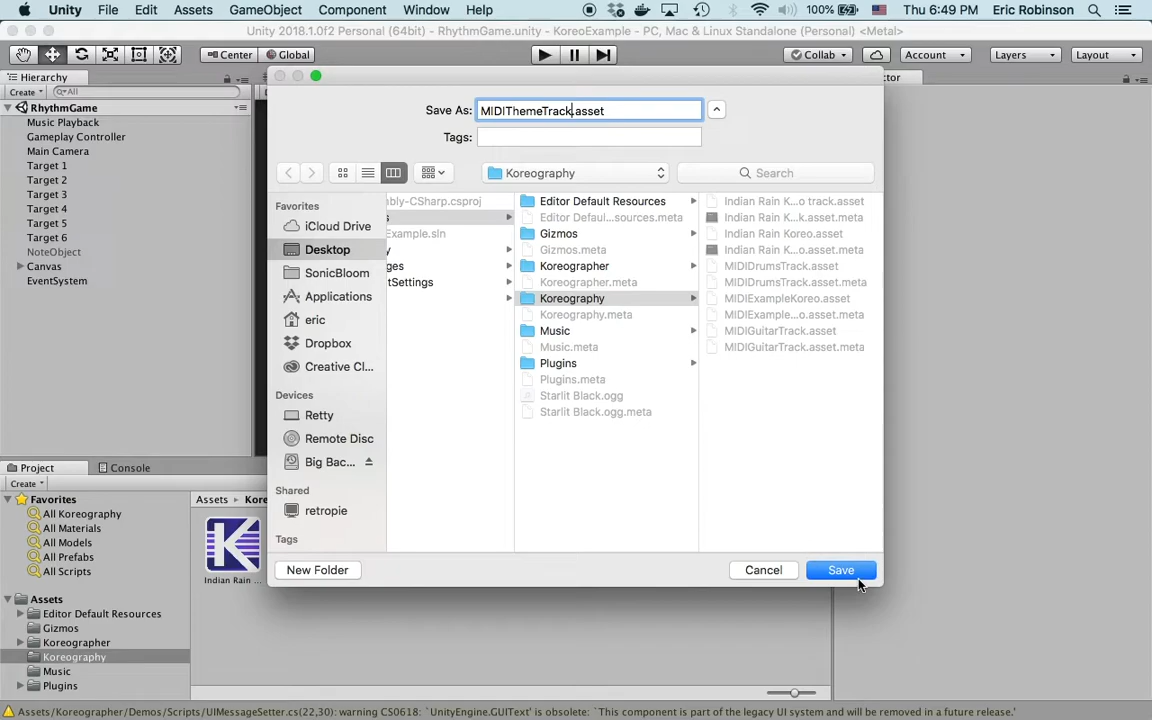 Unity File Edit Assets GameObject Component Window Help 100% Thu 6:49 PM Eric Robinson
Unity 2018.1.0f2 Personal (64bit) - RhythmGame.unity - KoreoExample - PC, Mac & Linux Standalone (Personal) <Metal>
Center Global Collab Account Layers Layout
Hierarchy
Create All
RhythmGame
Music Playback
Gameplay Controller
Main Camera
Target 1
Target 2
Target 3
Target 4
Target 5
Target 6
NoteObject
Canvas
EventSystem
Save As: MIDIThemeTrack.asset
Tags:
Koreography
Search
Favorites
iCloud Drive
Desktop
SonicBloom
Applications
eric
Dropbox
Creative Cl...
Devices
Retty
Remote Disc
Big Bac...
Shared
retropie
Tags
bly-CSharp.csproj
s
Example.sln
y
ges
tSettings
Editor Default Resources
Editor Defaul...sources.meta
Gizmos
Gizmos.meta
Koreographer
Koreographer.meta
Koreography
Koreography.meta
Music
Music.meta
Plugins
Plugins.meta
Starlit Black.ogg
Starlit Black.ogg.meta
Indian Rain K...o track.asset
Indian Rain K...k.asset.meta
Indian Rain Koreo.asset
Indian Rain K...o.asset.meta
MIDIDrumsTrack.asset
MIDIDrumsTrack.asset.meta
MIDIExampleKoreo.asset
MIDIExample...o.asset.meta
MIDIGuitarTrack.asset
MIDIGuitarTrack.asset.meta
New Folder Cancel Save
Project Console
Create
Favorites
All Koreography
All Materials
All Models
All Prefabs
All Scripts
Assets
Editor Default Resources
Gizmos
Koreographer
Koreography
Music
Plugins
Assets Kore
Indian Rain ...
Assets/Koreographer/Demos/Scripts/UIMessageSetter.cs(22,30): warning CS0618: `UnityEngine.GUIText' is obsolete: `This component is part of the legacy UI system and will be removed in a future release.'